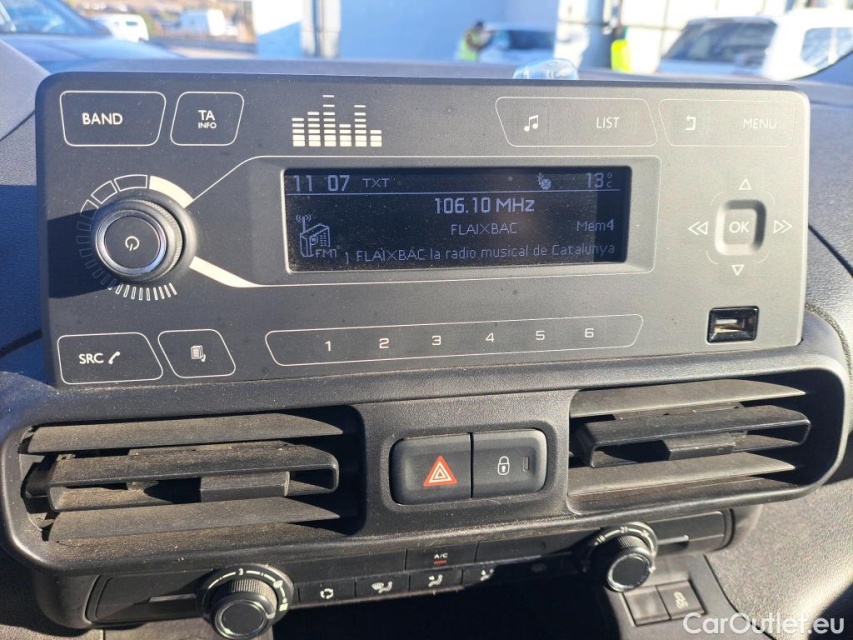 BAND
TA
INFO
LIST
MENU
11 07 TXT 13°C
106.10 MHz
FLAIXBAC Mem4
FM1 FLAIXBAC la radio musical de Catalunya
OK
SRC
1 2 3 4 5 6
A/C
CarOutlet.eu